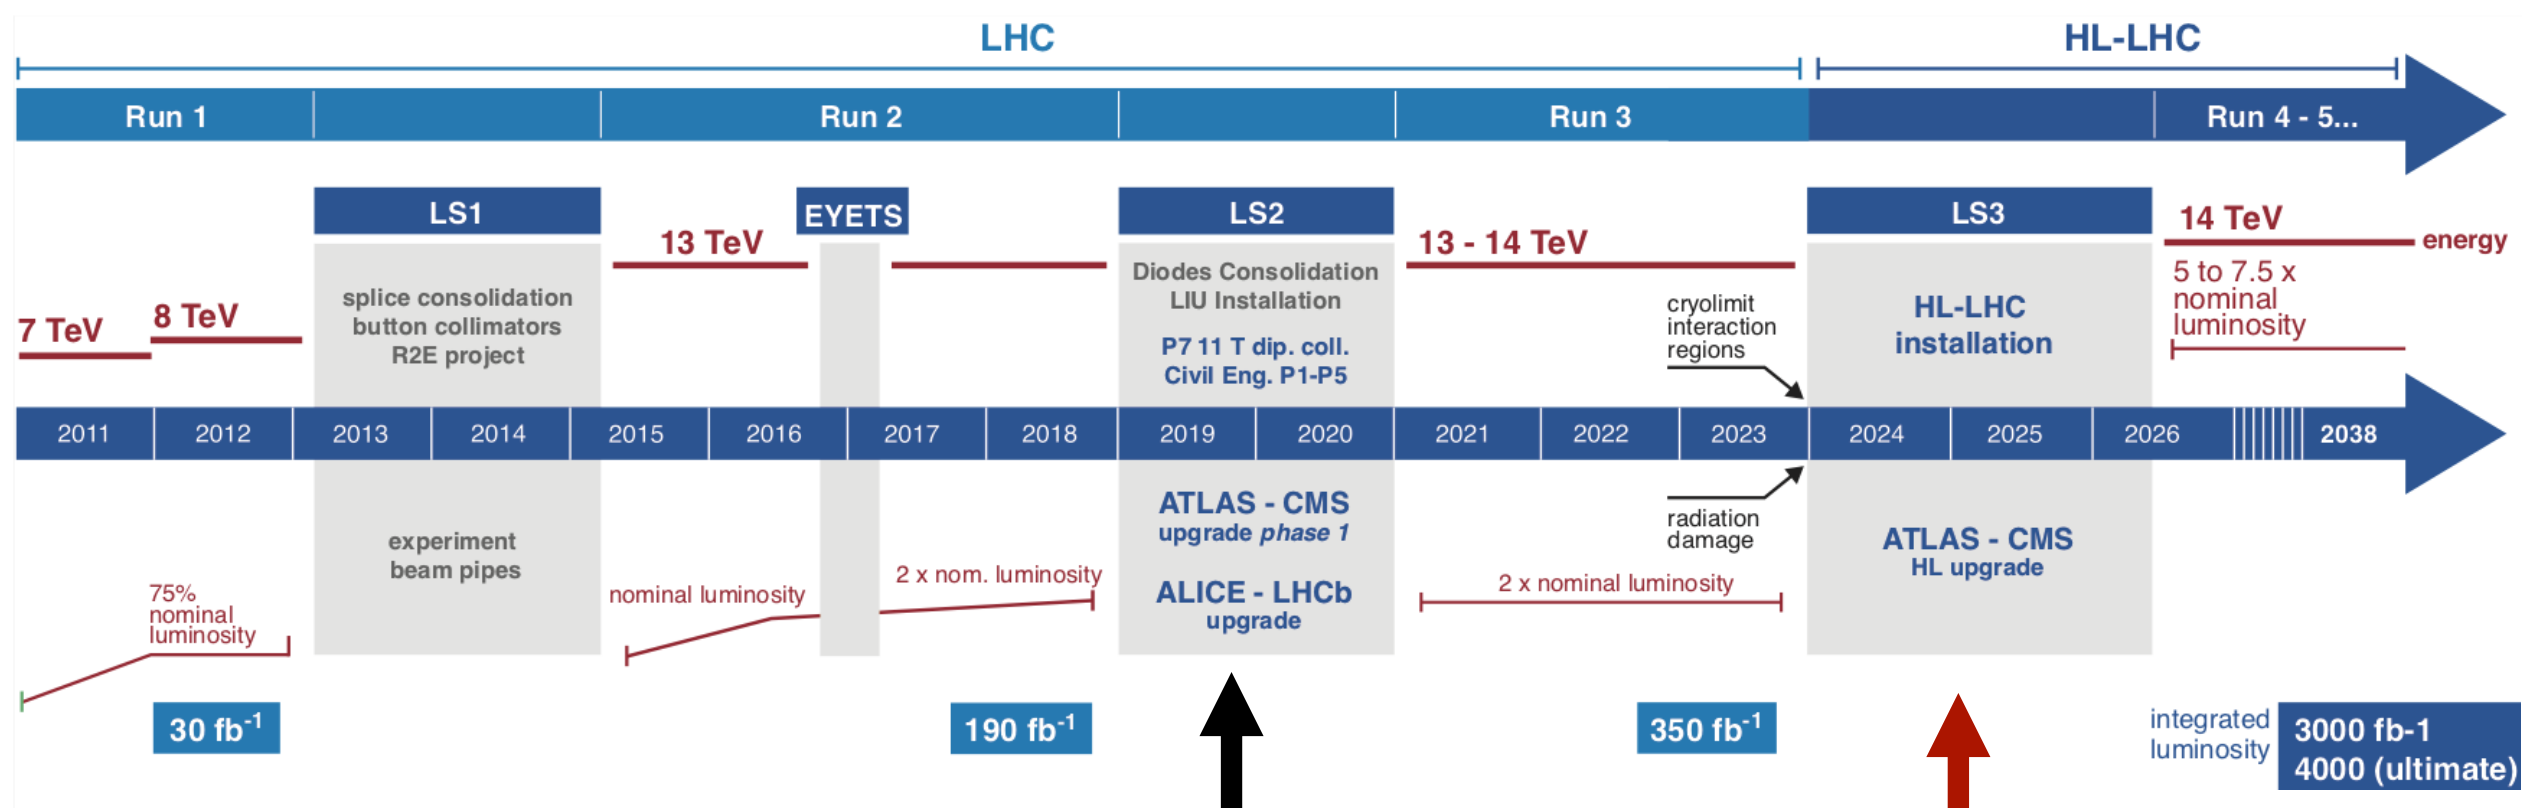 LHC
HL-LHC
Run 1
Run 2
Run 3
Run 4 - 5...
LS1
EYETS
LS2
LS3
13 TeV
13 - 14 TeV
14 TeV
energy
7 TeV
8 TeV
splice consolidation
button collimators
R2E project
Diodes Consolidation
LIU Installation
P7 11 T dip. coll.
Civil Eng. P1-P5
cryolimit
interaction
regions
HL-LHC
installation
5 to 7.5 x
nominal
luminosity
2011
2012
2013
2014
2015
2016
2017
2018
2019
2020
2021
2022
2023
2024
2025
2026
2038
75%
nominal
luminosity
experiment
beam pipes
nominal luminosity
2 x nom. luminosity
ATLAS - CMS
upgrade phase 1
ALICE - LHCb
upgrade
2 x nominal luminosity
radiation
damage
ATLAS - CMS
HL upgrade
30 fb-1
190 fb-1
350 fb-1
integrated
luminosity
3000 fb-1
4000 (ultimate)